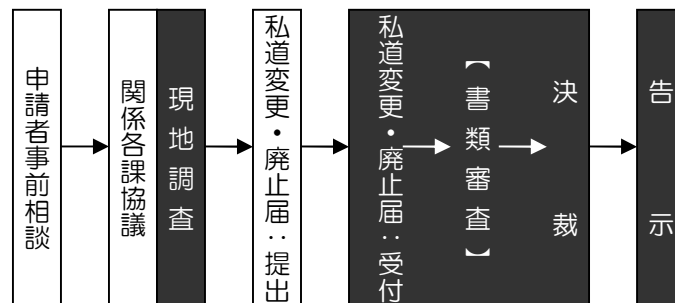 申請者事前相談
関係各課協議
現地調査
私道変更・廃止届：提出
私道変更・廃止届：受付
【書類審査】
決裁
告示